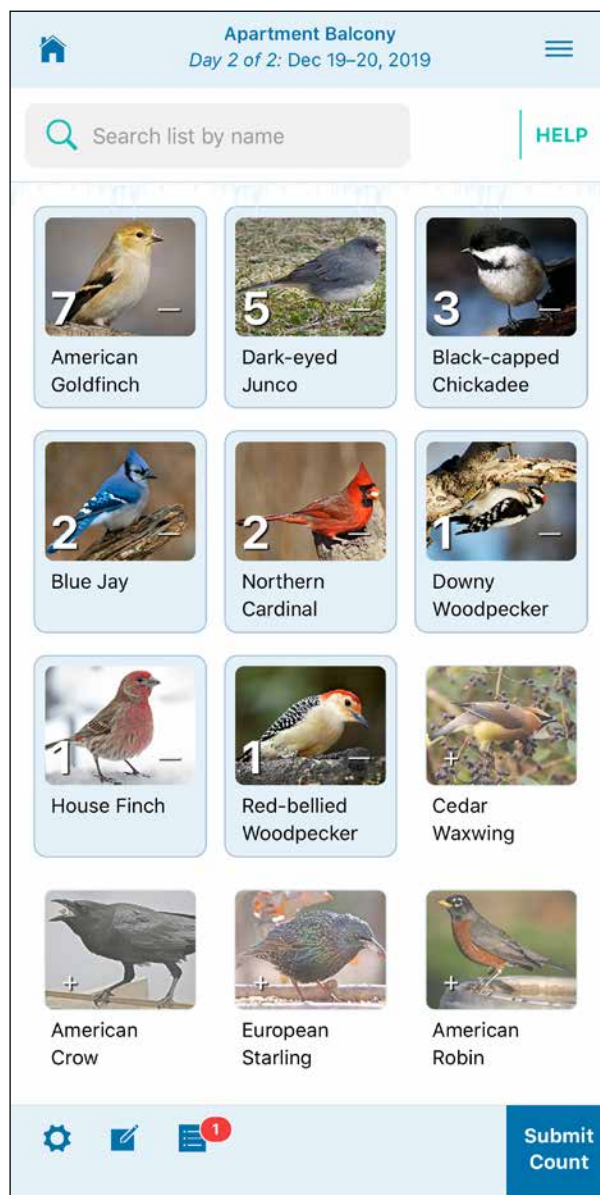 Apartment Balcony
Day 2 of 2: Dec 19–20, 2019
Search list by name
HELP
7
5
3
American
Goldfinch
Dark-eyed
Junco
Black-capped
Chickadee
2
2
1
Blue Jay
Northern
Cardinal
Downy
Woodpecker
1
1
House Finch
Red-bellied
Woodpecker
Cedar
Waxwing
American
Crow
European
Starling
American
Robin
1
Submit
Count